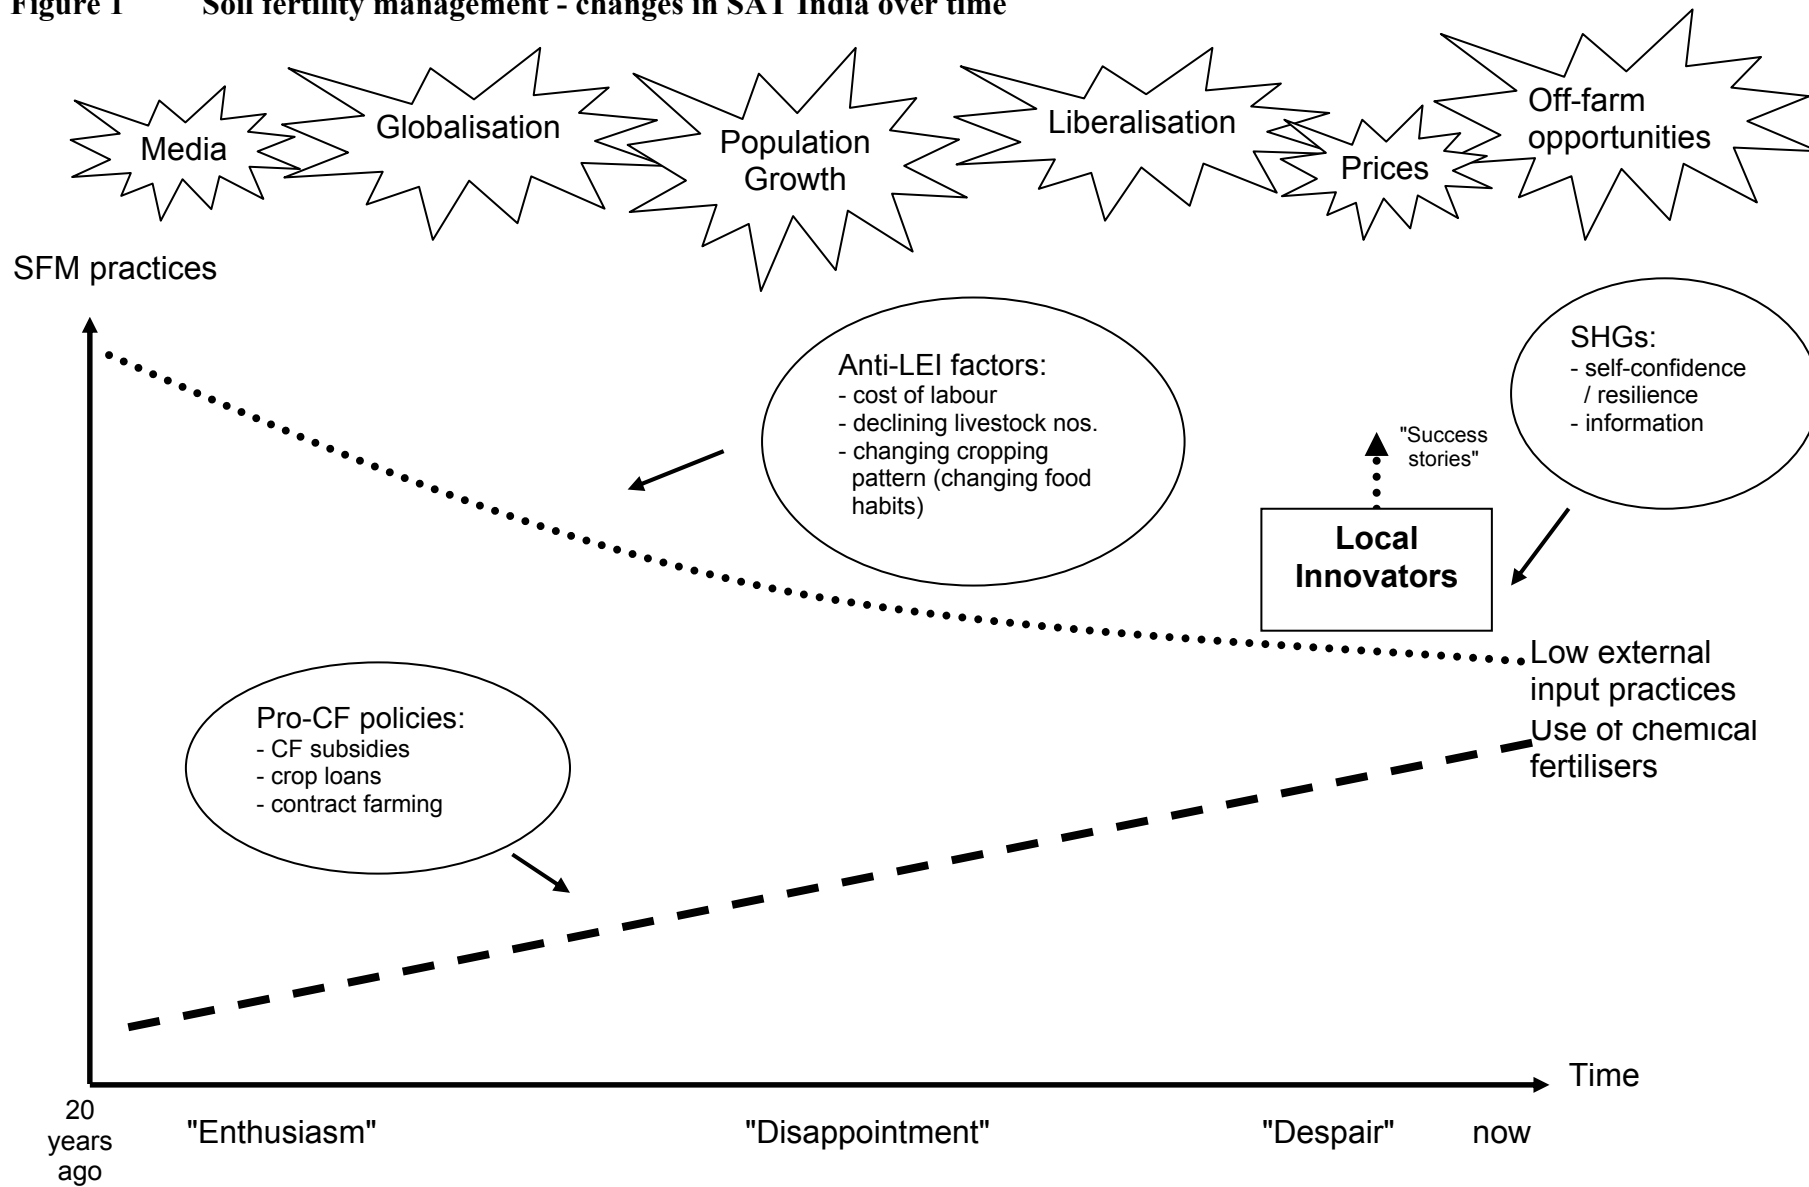 Figure 1 Soil fertility management - changes in SAT India over time
Media
Globalisation
Population
Growth
Liberalisation
Prices
Off-farm
opportunities
SFM practices
Anti-LEI factors:
- cost of labour
- declining livestock nos.
- changing cropping
pattern (changing food
habits)
SHGs:
- self-confidence
/ resilience
- information
"Success
stories"
Local
Innovators
Low external
input practices
Use of chemical
fertilisers
Pro-CF policies:
- CF subsidies
- crop loans
- contract farming
Time
20
years
ago
"Enthusiasm"
"Disappointment"
"Despair"
now